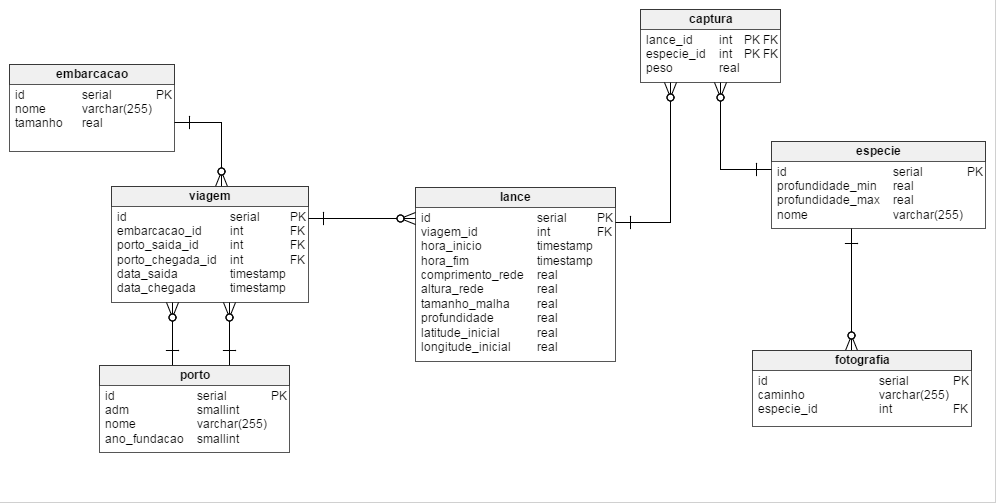 captura
lance_id int PK FK
especie_id int PK FK
peso real
embarcacao
id serial PK
nome varchar(255)
tamanho real
especie
id serial PK
profundidade_min real
profundidade_max real
nome varchar(255)
viagem
id serial PK
embarcacao_id int FK
porto_saida_id int FK
porto_chegada_id int FK
data_saida timestamp
data_chegada timestamp
lance
id serial PK
viagem_id int FK
hora_inicio timestamp
hora_fim timestamp
comprimento_rede real
altura_rede real
tamanho_malha real
profundidade real
latitude_inicial real
longitude_inicial real
porto
id serial PK
adm smallint
nome varchar(255)
ano_fundacao smallint
fotografia
id serial PK
caminho varchar(255)
especie_id int FK